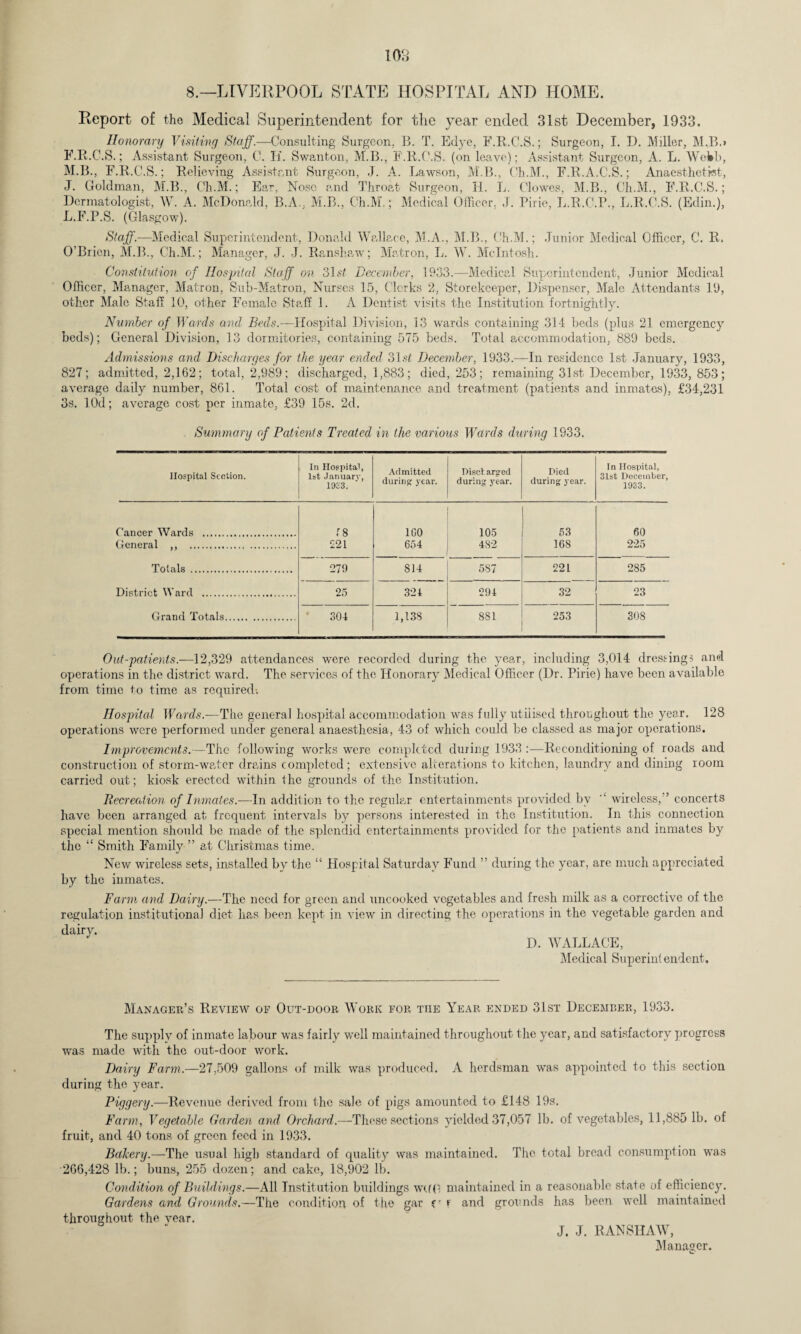 103
8.—LIVERPOOL STATE HOSPITAL AND HOME.
Report of the Medical Superintendent for the year ended 31st December, 1933.
Honorary Visiting Staff.—Consulting Surgeon, B. T. Edye, F.R.C.S.; Surgeon, I. D. Miller, M.B.,
F.R.C.S.; Assistant Surgeon, C. H. Swanton, M.B., F.R.C.S. (on leave); Assistant Surgeon, A. L. Webb,
M.B., F.R.C.S.; Relieving Assistant Surgeon, J. A. Lawson, M.B., Ch.M., F.R.A.C.S.; Anaesthetist,
J. Goldman, M.B., Ch.M.; Ear, Nose and Throat Surgeon, H. L. Clowes, M.B., Ch.M., F.R.C.S.;
Dermatologist, W. A. McDonald, B.A., M.B., Ch.M.; Medical Officer, J. Pirie, L.R.C.P., L.R.C.S. (Edin.),
L.F.P.S. (Glasgow).
Staff.—Medical Superintendent, Donald Wallace, M.A., M.B., Ch.M.; Junior Medical Officer, C. R.
O'Brien, M.B., Ch.M.; Manager, J. J. Ranshaw; Matron, L. W. McIntosh.
Constitution of Hospital Staff on 31st December, 1933.—Medical Superintendent, Junior Medical
Officer, Manager, Matron, Sub-Matron, Nurses 15, Clerks 2, Storekeeper, Dispenser, Male Attendants 19,
other Male Staff 10, other Female Staff 1. A Dentist visits the Institution fortnightly.
Number of Wards and Beds.—Hospital Division, 13 wards containing 314 beds (plus 21 emergency
beds); General Division, 13 dormitories, containing 575 beds. Total accommodation, 889 beds.
Admissions and Discharges for the year ended 31st December, 1933.—In residence 1st January, 1933,
827; admitted, 2,162; total, 2,989; discharged, 1,883; died, 253; remaining 31st December, 1933, 853;
average daily number, 861. Total cost of maintenance and treatment (patients and inmates), £34,231
3s. 10d; average cost per inmate, £39 15s. 2d.
Summary of Patients Treated in the various Wards during 1933.
Hospital Section. In Hospital, 1st January, 1933. Admitted during year. Discharged during year. Died during year. In Hospital, 31st December, 1933.
Cancer Wards .......... 58 160 105 53 60
General ,, .......... 221 654 482 168 225
Totals .......... 279 814 587 221 285
District Ward .......... 25 324 294 32 23
Grand Totals.......... 304 1,138 881 253 308
Out-patients.—12,329 attendances were recorded during the year, including 3,014 dressings and
operations in the district ward. The services of the Honorary Medical Officer (Dr. Pirie) have been available
from time to time as required.
Hospital Wards.—The general hospital accommodation was fully utilised throughout the year. 128
operations were performed under general anaesthesia, 43 of which could be classed as major operations.
Improvements.—The following works were completed during 1933:—Reconditioning of roads and
construction of storm-water drains completed; extensive alterations to kitchen, laundry and dining room
carried out; kiosk erected within the grounds of the Institution.
Recreation of Inmates.—In addition to the regular entertainments provided by "wireless," concerts
have been arranged at frequent intervals by persons interested in the Institution. In this connection
special mention should be made of the splendid entertainments provided for the patients and inmates by
the "Smith Family" at Christmas time.
New wireless sets, installed by the "Hospital Saturday Fund" during the year, are much appreciated
by the inmates.
Farm and Dairy.—The need for green and uncooked vegetables and fresh milk as a corrective of the
regulation institutional diet has been kept in view in directing the operations in the vegetable garden and
dairy.
D. WALLACE,
Medical Superintendent.
MANAGER'S REVIEW OF OUT-DOOR WORK FOR THE YEAR ENDED 31ST DECEMBER, 1933.
The supply of inmate labour was fairly well maintained throughout the year, and satisfactory progress
was made with the out-door work.
Dairy Farm.—27,509 gallons of milk was produced. A herdsman was appointed to this section
during the year.
Piggery.—Revenue derived from the sale of pigs amounted to £148 19s.
Farm, Vegetable Garden and Orchard.—These sections yielded 37,057 lb. of vegetables, 11,885 lb. of
fruit, and 40 tons of green feed in 1933.
Bakery.—The usual high standard of quality was maintained. The total bread consumption was
266,428 lb.; buns, 255 dozen; and cake, 18,902 lb.
Condition of Buildings.—All Institution buildings were maintained in a reasonable state of efficiency.
Gardens and Grounds.—The condition of the and grounds has been well maintained
throughout the year.
J. J. RANSHAW,
Manager.